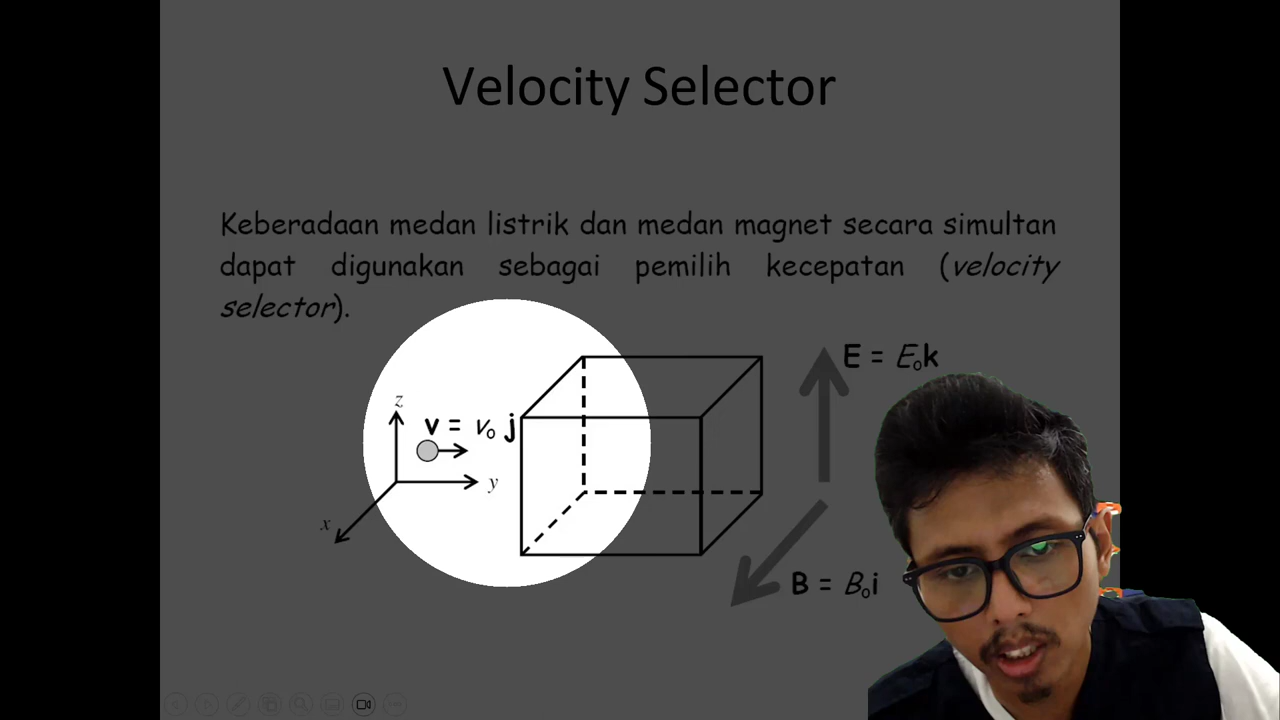 Velocity Selector
Keberadaan medan listrik dan medan magnet secara simultan
dapat digunakan sebagai pemilih kecepatan (velocity
selector).
E = E₀k
z
v = v₀ j
y
x
B = B₀i